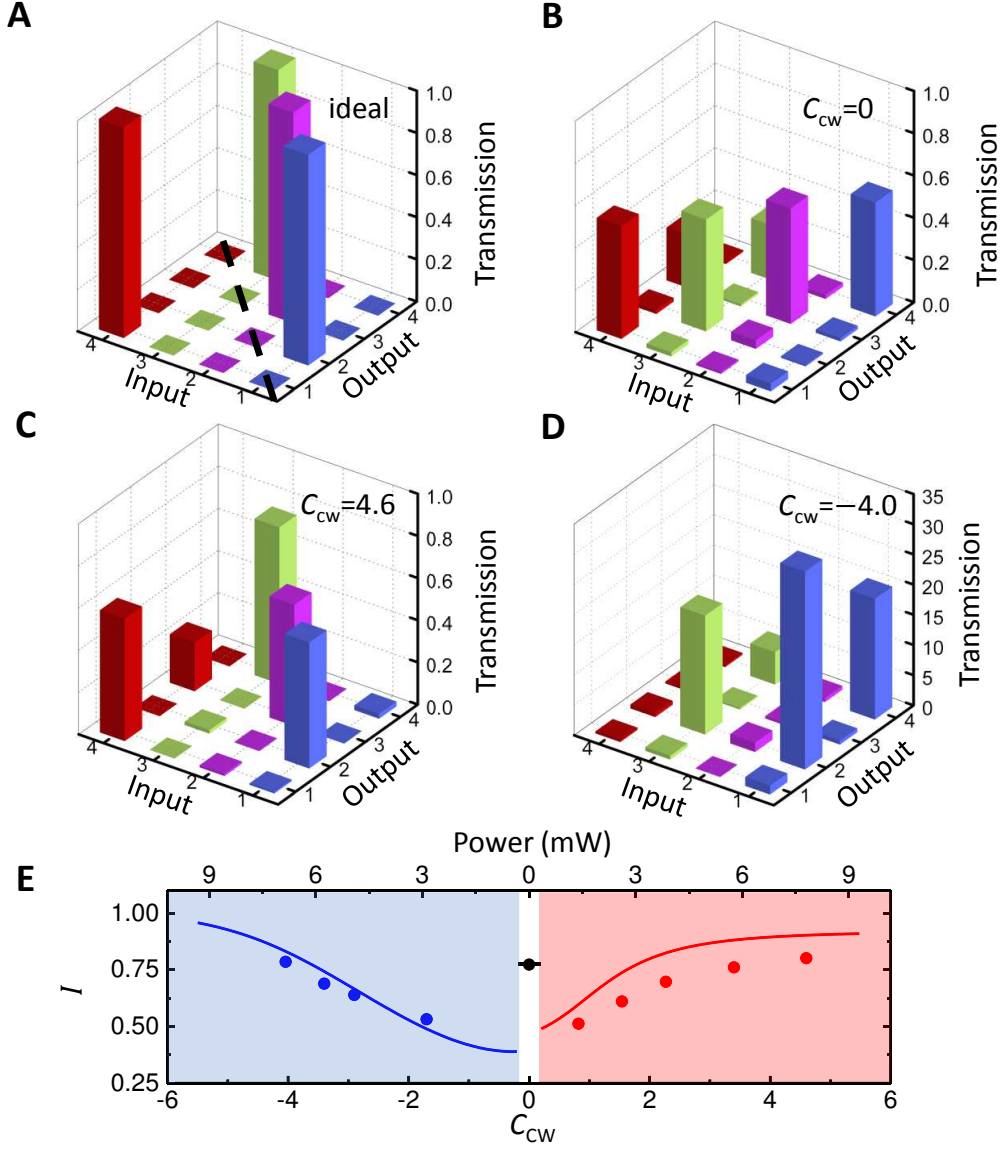 A
ideal
1.0
0.8
0.6
0.4
0.2
0.0
Transmission
4
3
2
1
Input
1
2
3
4
Output
B
C_CW=0
1.0
0.8
0.6
0.4
0.2
0.0
Transmission
4
3
2
1
Input
1
2
3
4
Output
C
C_CW=4.6
1.0
0.8
0.6
0.4
0.2
0.0
Transmission
4
3
2
1
Input
1
2
3
4
Output
D
C_CW=−4.0
35
30
25
20
15
10
5
0
Transmission
4
3
2
1
Input
1
2
3
4
Output
E
Power (mW)
9 6 3 0 3 6 9
1.00
0.75
0.50
0.25
I
-6 -4 -2 0 2 4 6
C_CW